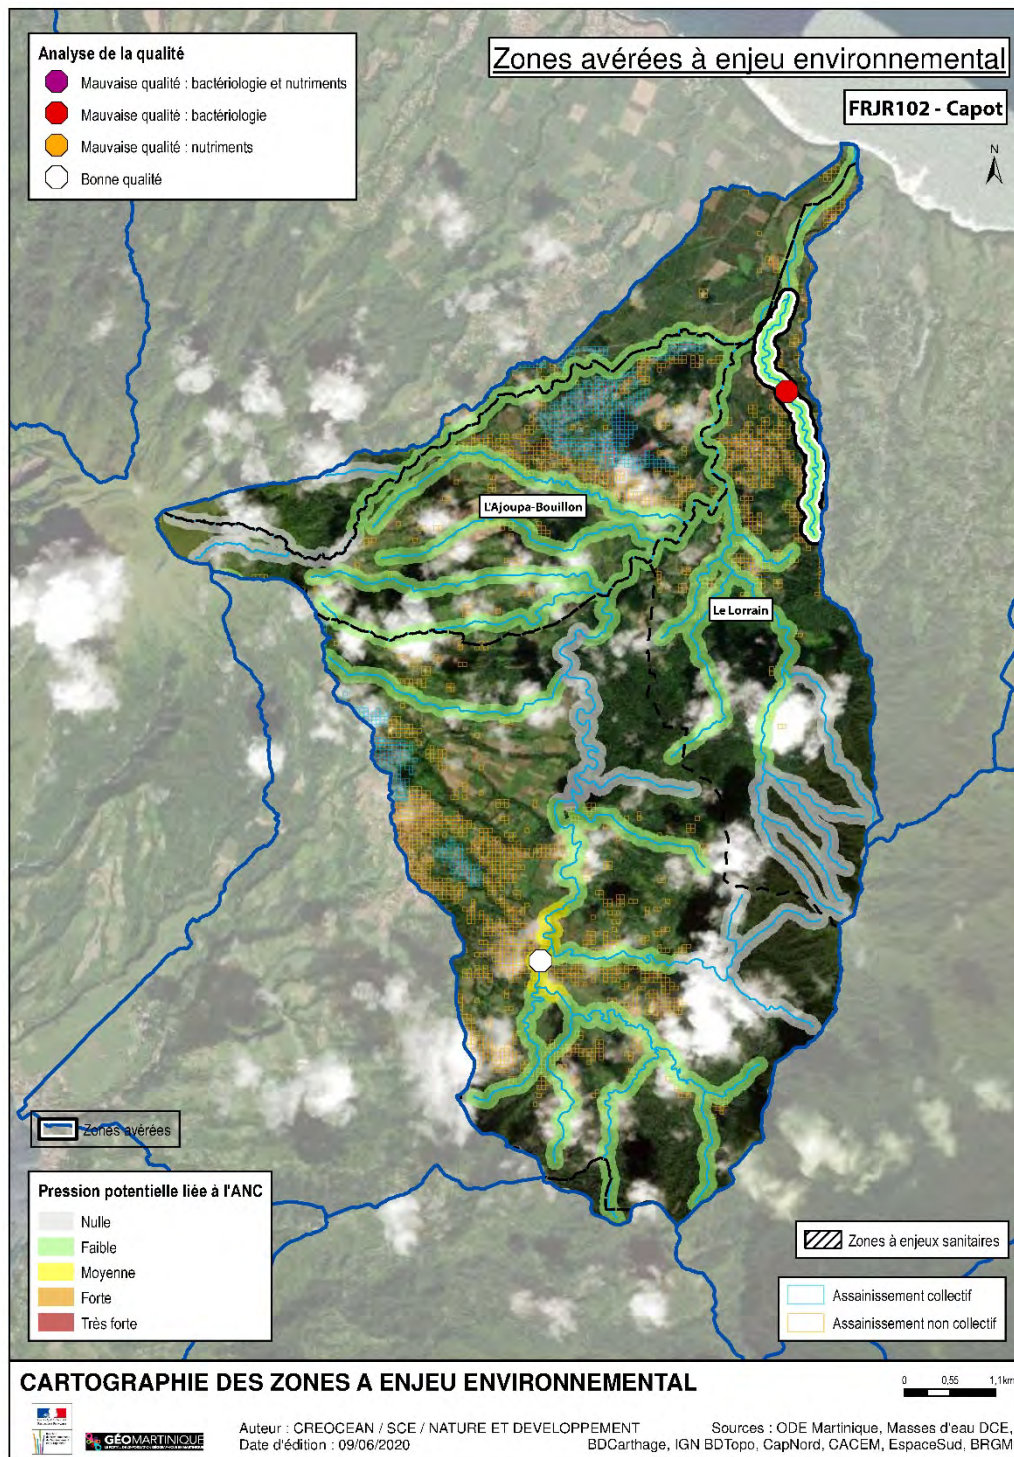 Analyse de la qualité
Mauvaise qualité : bactériologie et nutriments
Mauvaise qualité : bactériologie
Mauvaise qualité : nutriments
Bonne qualité
Zones avérées à enjeu environnemental
FRJR102 - Capot
N
L'Ajoupa-Bouillon
Le Lorrain
Zones avérées
Pression potentielle liée à l'ANC
Nulle
Faible
Moyenne
Forte
Très forte
Zones à enjeux sanitaires
Assainissement collectif
Assainissement non collectif
CARTOGRAPHIE DES ZONES A ENJEU ENVIRONNEMENTAL
0 0,55 1,1km
GÉOMARTINIQUE
Auteur : CREOCEAN / SCE / NATURE ET DEVELOPPEMENT
Date d'édition : 09/06/2020
Sources : ODE Martinique, Masses d'eau DCE,
BDCarthage, IGN BDTopo, CapNord, CACEM, EspaceSud, BRGM